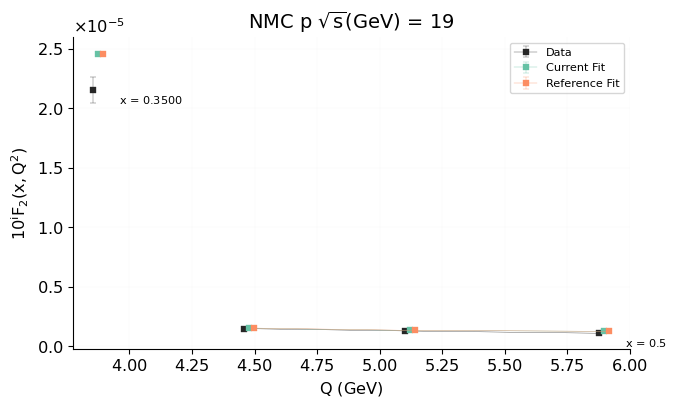 NMC p √s(GeV) = 19
×10⁻⁵
2.5
2.0
1.5
1.0
0.5
0.0
10ⁱF₂(x, Q²)
Data
Current Fit
Reference Fit
x = 0.3500
x = 0.5
4.00 4.25 4.50 4.75 5.00 5.25 5.50 5.75 6.00
Q (GeV)